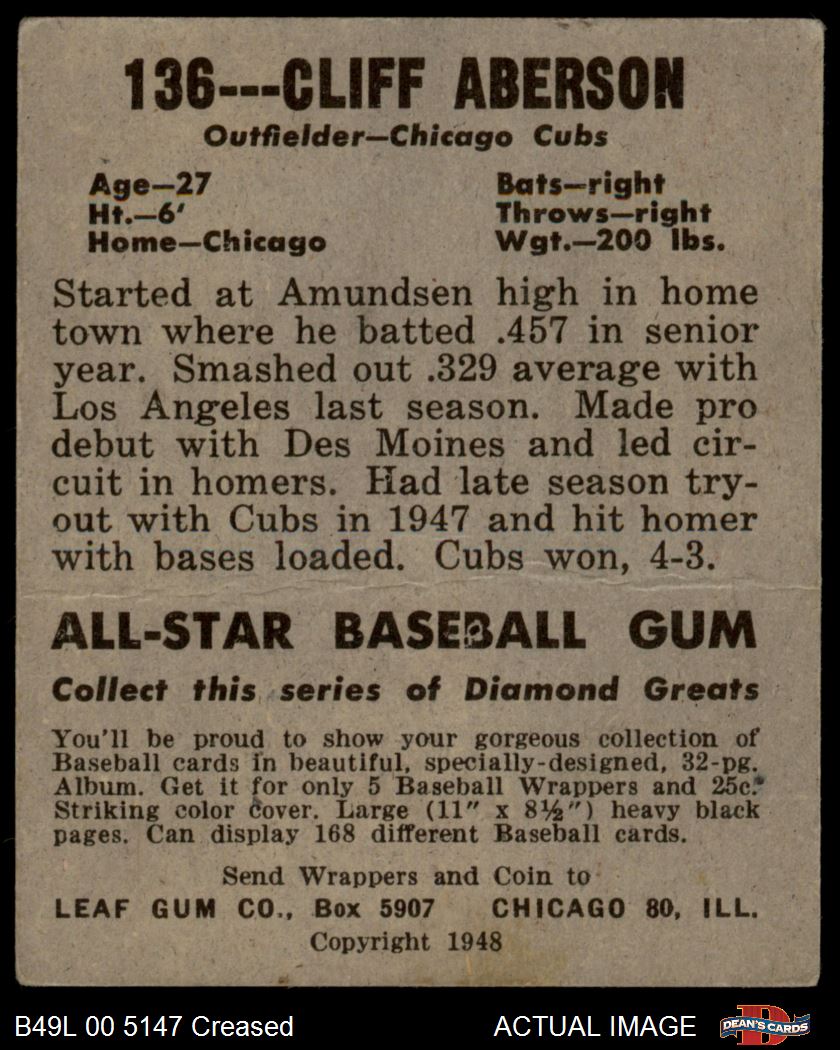 136---CLIFF ABERSON
Outfielder—Chicago Cubs
Age—27
Ht.—6'
Home—Chicago
Bats—right
Throws—right
Wgt.—200 lbs.
Started at Amundsen high in home
town where he batted .457 in senior
year. Smashed out .329 average with
Los Angeles last season. Made pro
debut with Des Moines and led cir-
cuit in homers. Had late season try-
out with Cubs in 1947 and hit homer
with bases loaded. Cubs won, 4-3.
ALL-STAR BASEBALL GUM
Collect this series of Diamond Greats
You'll be proud to show your gorgeous collection of
Baseball cards in beautiful, specially-designed, 32-pg.
Album. Get it for only 5 Baseball Wrappers and 25c.
Striking color cover. Large (11" x 8½") heavy black
pages. Can display 168 different Baseball cards.
Send Wrappers and Coin to
LEAF GUM CO., Box 5907 CHICAGO 80, ILL.
Copyright 1948
B49L 00 5147 Creased
ACTUAL IMAGE
D
DEAN'S CARDS